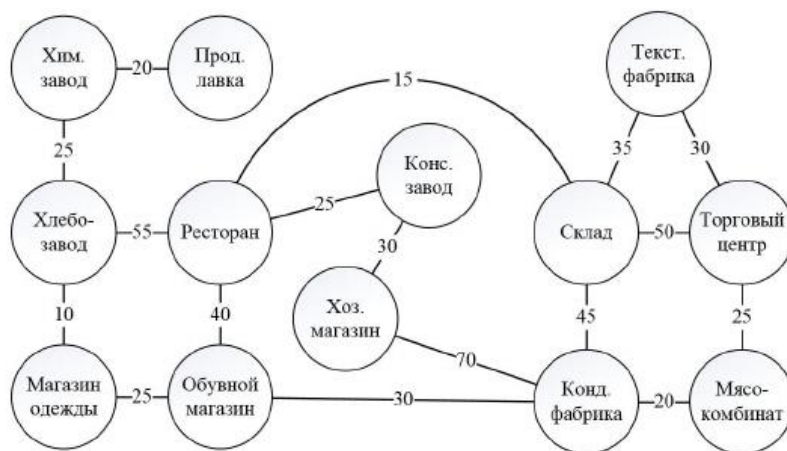 Хим.
завод
20
Прод.
лавка
15
Текст.
фабрика
25
35
30
Конс.
завод
25
Хлебо-
завод
55
Ресторан
30
Склад
50
Торговый
центр
10
40
Хоз.
магазин
45
25
70
Магазин
одежды
25
Обувной
магазин
30
Конд.
фабрика
20
Мясо-
комбинат